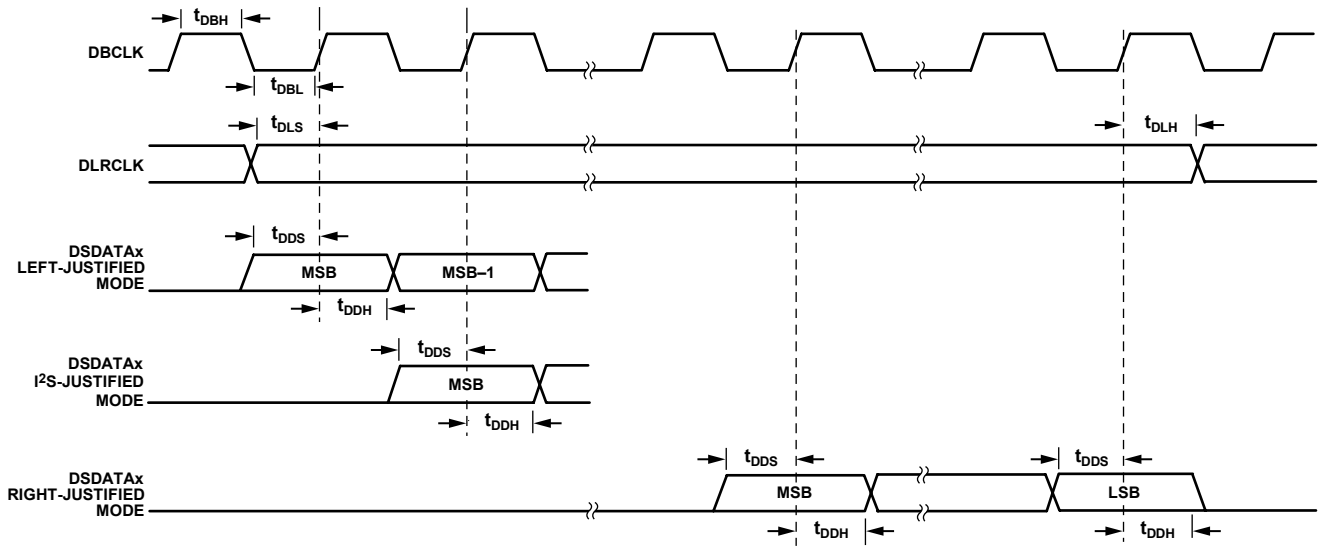 tDBH
DBCLK
tDBL
tDLS
tDLH
DLRCLK
tDDS
DSDATAx
LEFT-JUSTIFIED
MODE
MSB
MSB–1
tDDH
tDDS
DSDATAx
I²S-JUSTIFIED
MODE
MSB
tDDH
tDDS
tDDS
DSDATAx
RIGHT-JUSTIFIED
MODE
MSB
LSB
tDDH
tDDH